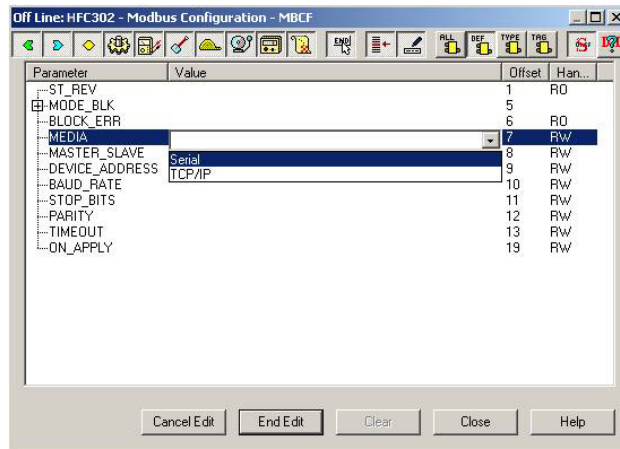 Off Line: HFC302 - Modbus Configuration - MBCF
END! ALL DEF TYPE TAG
Parameter Value Offset Han...
ST_REV 1 RO
MODE_BLK 5
BLOCK_ERR 6 RO
MEDIA 7 RW
MASTER_SLAVE Serial 8 RW
DEVICE_ADDRESS TCP/IP 9 RW
BAUD_RATE 10 RW
STOP_BITS 11 RW
PARITY 12 RW
TIMEOUT 13 RW
ON_APPLY 19 RW
Cancel Edit End Edit Clear Close Help